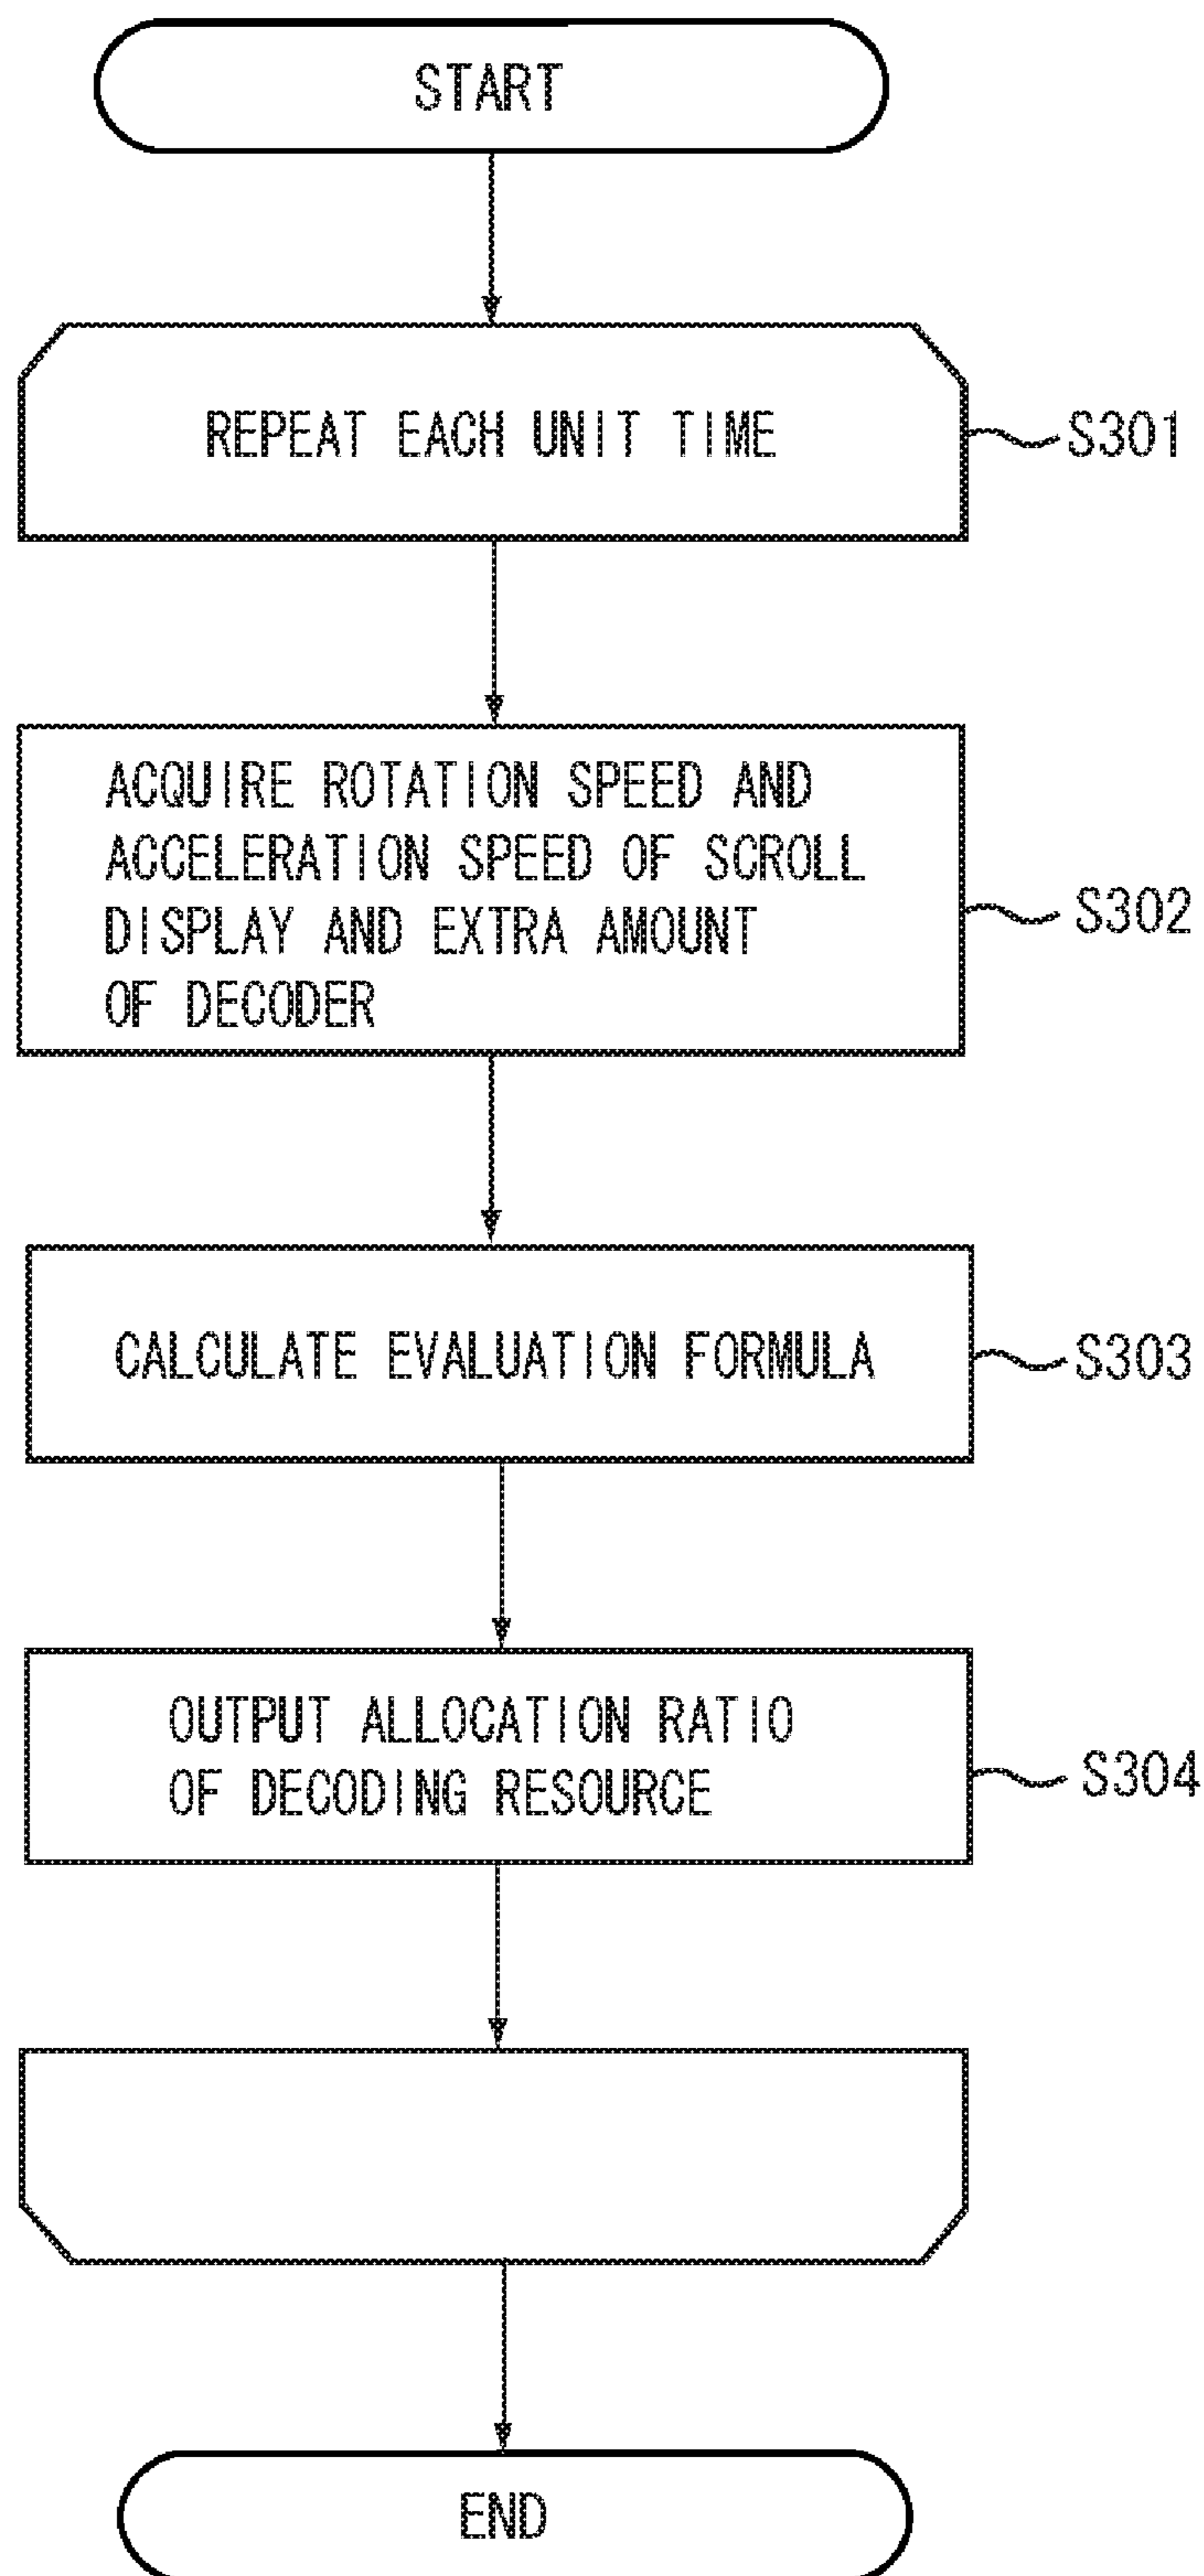 START
REPEAT EACH UNIT TIME
S301
ACQUIRE ROTATION SPEED AND
ACCELERATION SPEED OF SCROLL
DISPLAY AND EXTRA AMOUNT
OF DECODER
S302
CALCULATE EVALUATION FORMULA
S303
OUTPUT ALLOCATION RATIO
OF DECODING RESOURCE
S304
END